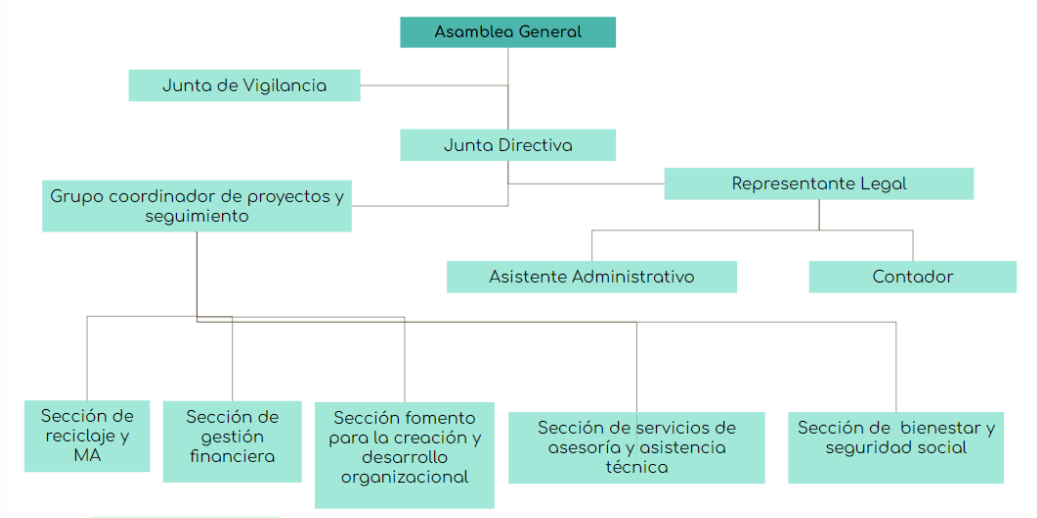 Asamblea General
Junta de Vigilancia
Junta Directiva
Grupo coordinador de proyectos y
seguimiento
Representante Legal
Asistente Administrativo
Contador
Sección de
reciclaje y
MA
Sección de
gestión
financiera
Sección fomento
para la creación y
desarrollo
organizacional
Sección de servicios de
asesoría y asistencia
técnica
Sección de  bienestar y
seguridad social